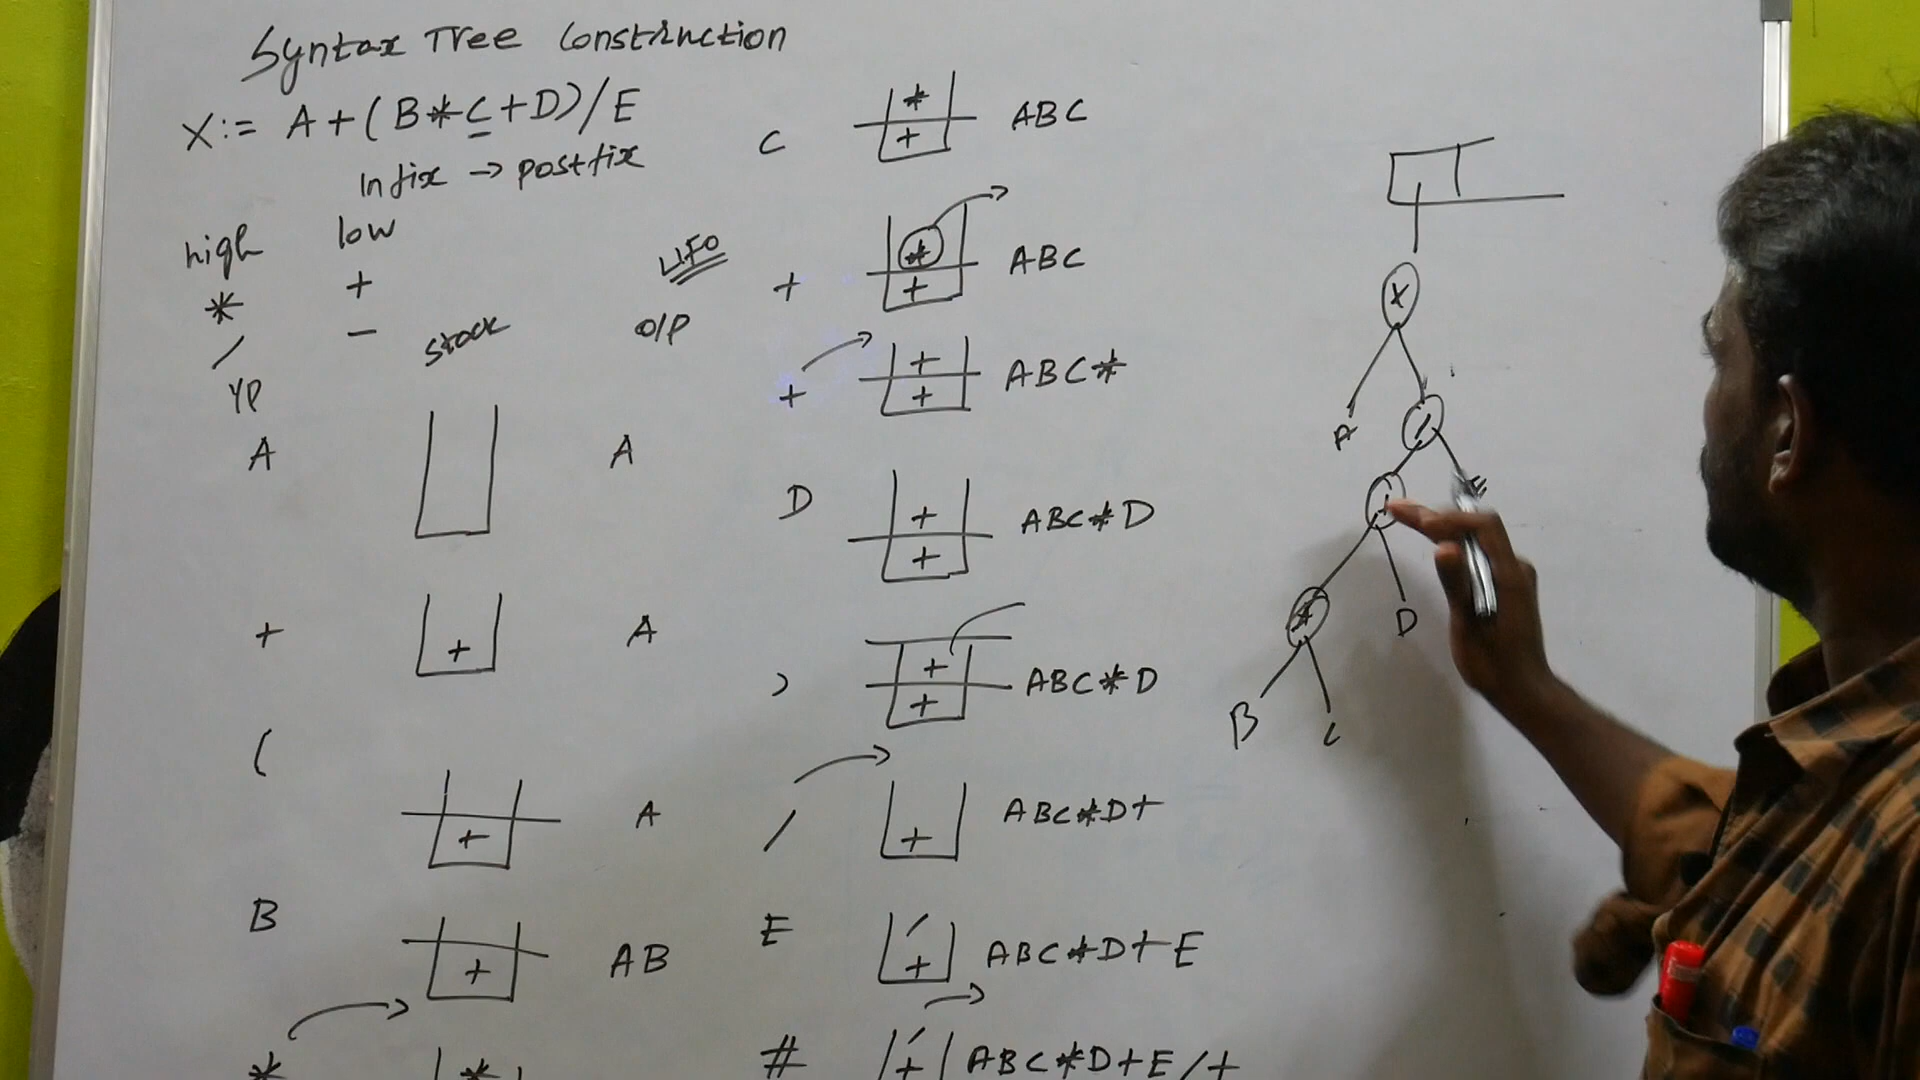 Syntax Tree Construction
X:= A+(B*C+D)/E
Infix → postfix
high low
* +
/ -
I/P stack O/P
LIFO
A A
+ + A
( + A
B + AB
* *
C * + ABC
+ * + ABC
+ + + ABC*
D + + ABC*D
) + + ABC*D
/ + ABC*D+
E / + ABC*D+E
# / + ABC*D+E/+
A
/
E
+
*
D
B
C